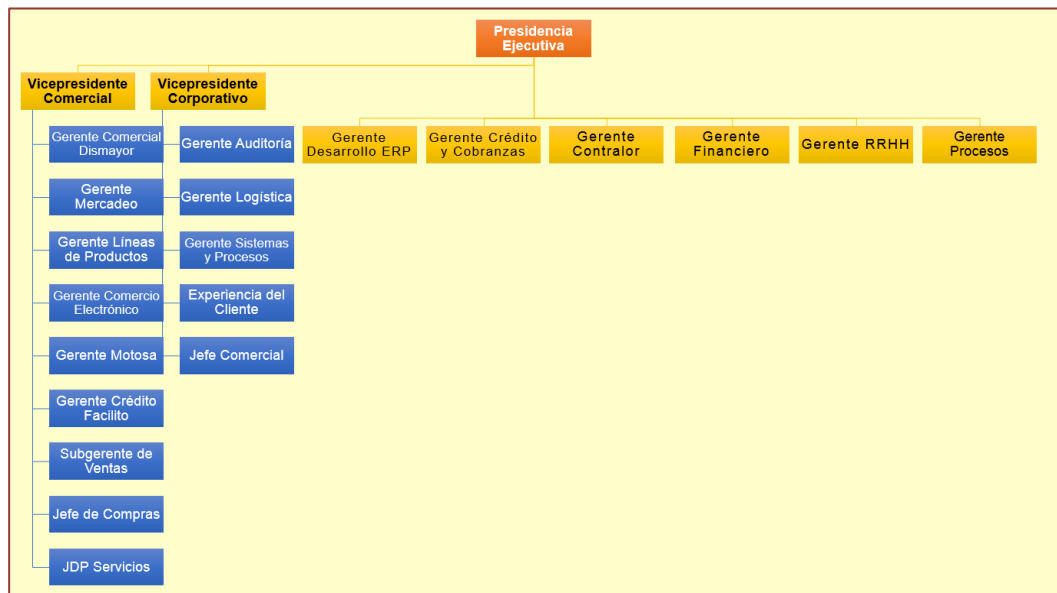 Presidencia
Ejecutiva
Vicepresidente
Comercial
Vicepresidente
Corporativo
Gerente Comercial
Dismayor
Gerente Auditoría
Gerente
Desarrollo ERP
Gerente Crédito
y Cobranzas
Gerente
Contralor
Gerente
Financiero
Gerente RRHH
Gerente
Procesos
Gerente
Mercadeo
Gerente Logística
Gerente Líneas
de Productos
Gerente Sistemas
y Procesos
Gerente Comercio
Electrónico
Experiencia del
Cliente
Gerente Motosa
Jefe Comercial
Gerente Crédito
Facilito
Subgerente de
Ventas
Jefe de Compras
JDP Servicios